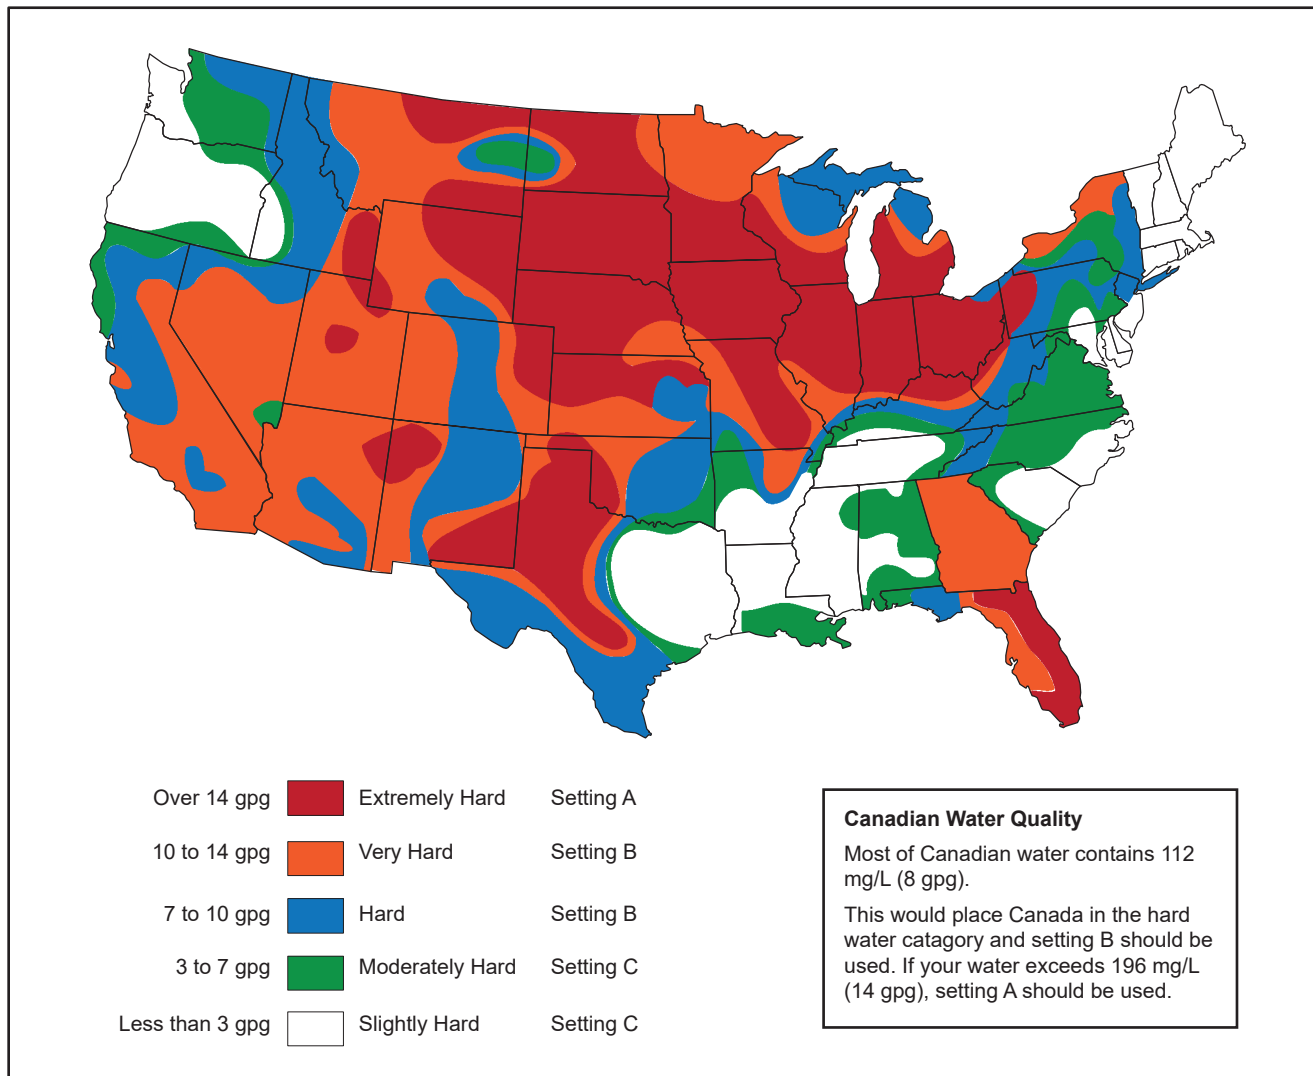 Over 14 gpg Extremely Hard Setting A
10 to 14 gpg Very Hard Setting B
7 to 10 gpg Hard Setting B
3 to 7 gpg Moderately Hard Setting C
Less than 3 gpg Slightly Hard Setting C
Canadian Water Quality
Most of Canadian water contains 112
mg/L (8 gpg).
This would place Canada in the hard
water catagory and setting B should be
used. If your water exceeds 196 mg/L
(14 gpg), setting A should be used.